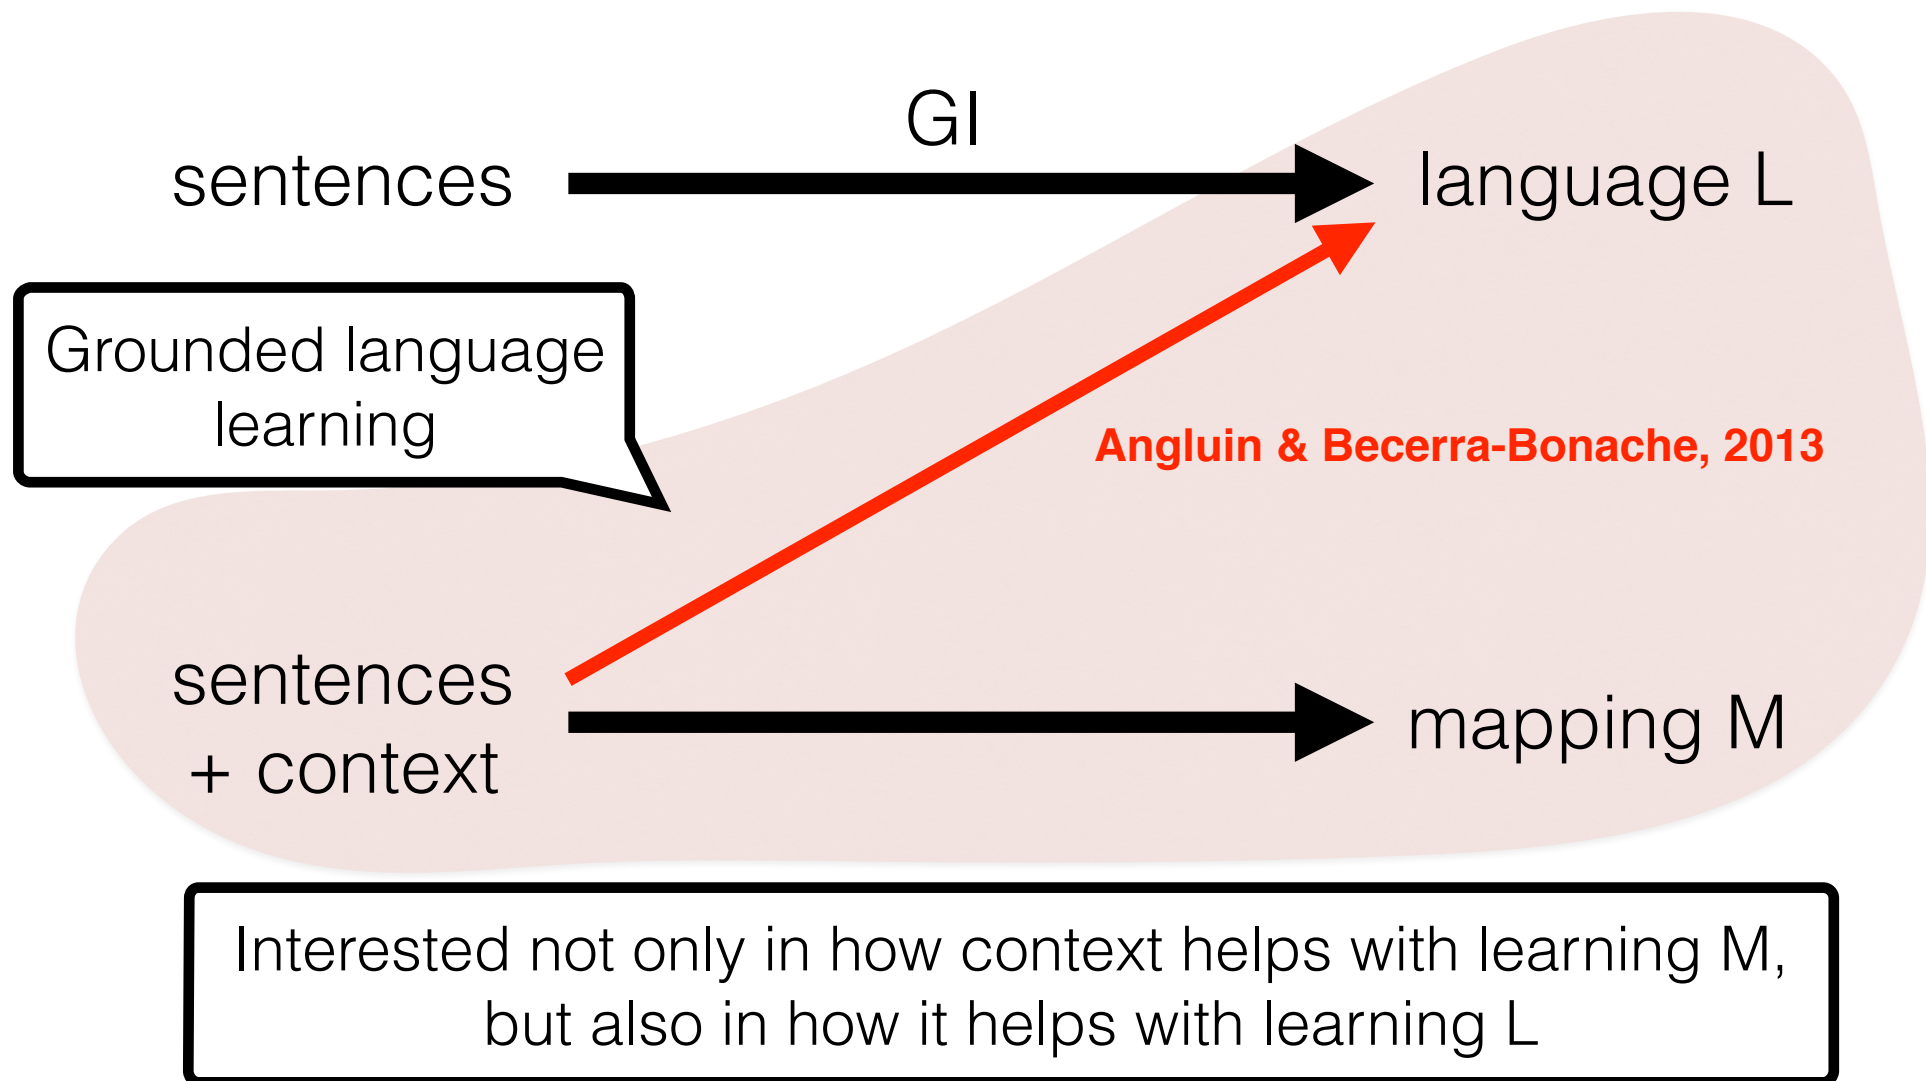 GI
sentences
language L
Grounded language
learning
Angluin & Becerra-Bonache, 2013
sentences
+ context
mapping M
Interested not only in how context helps with learning M,
but also in how it helps with learning L